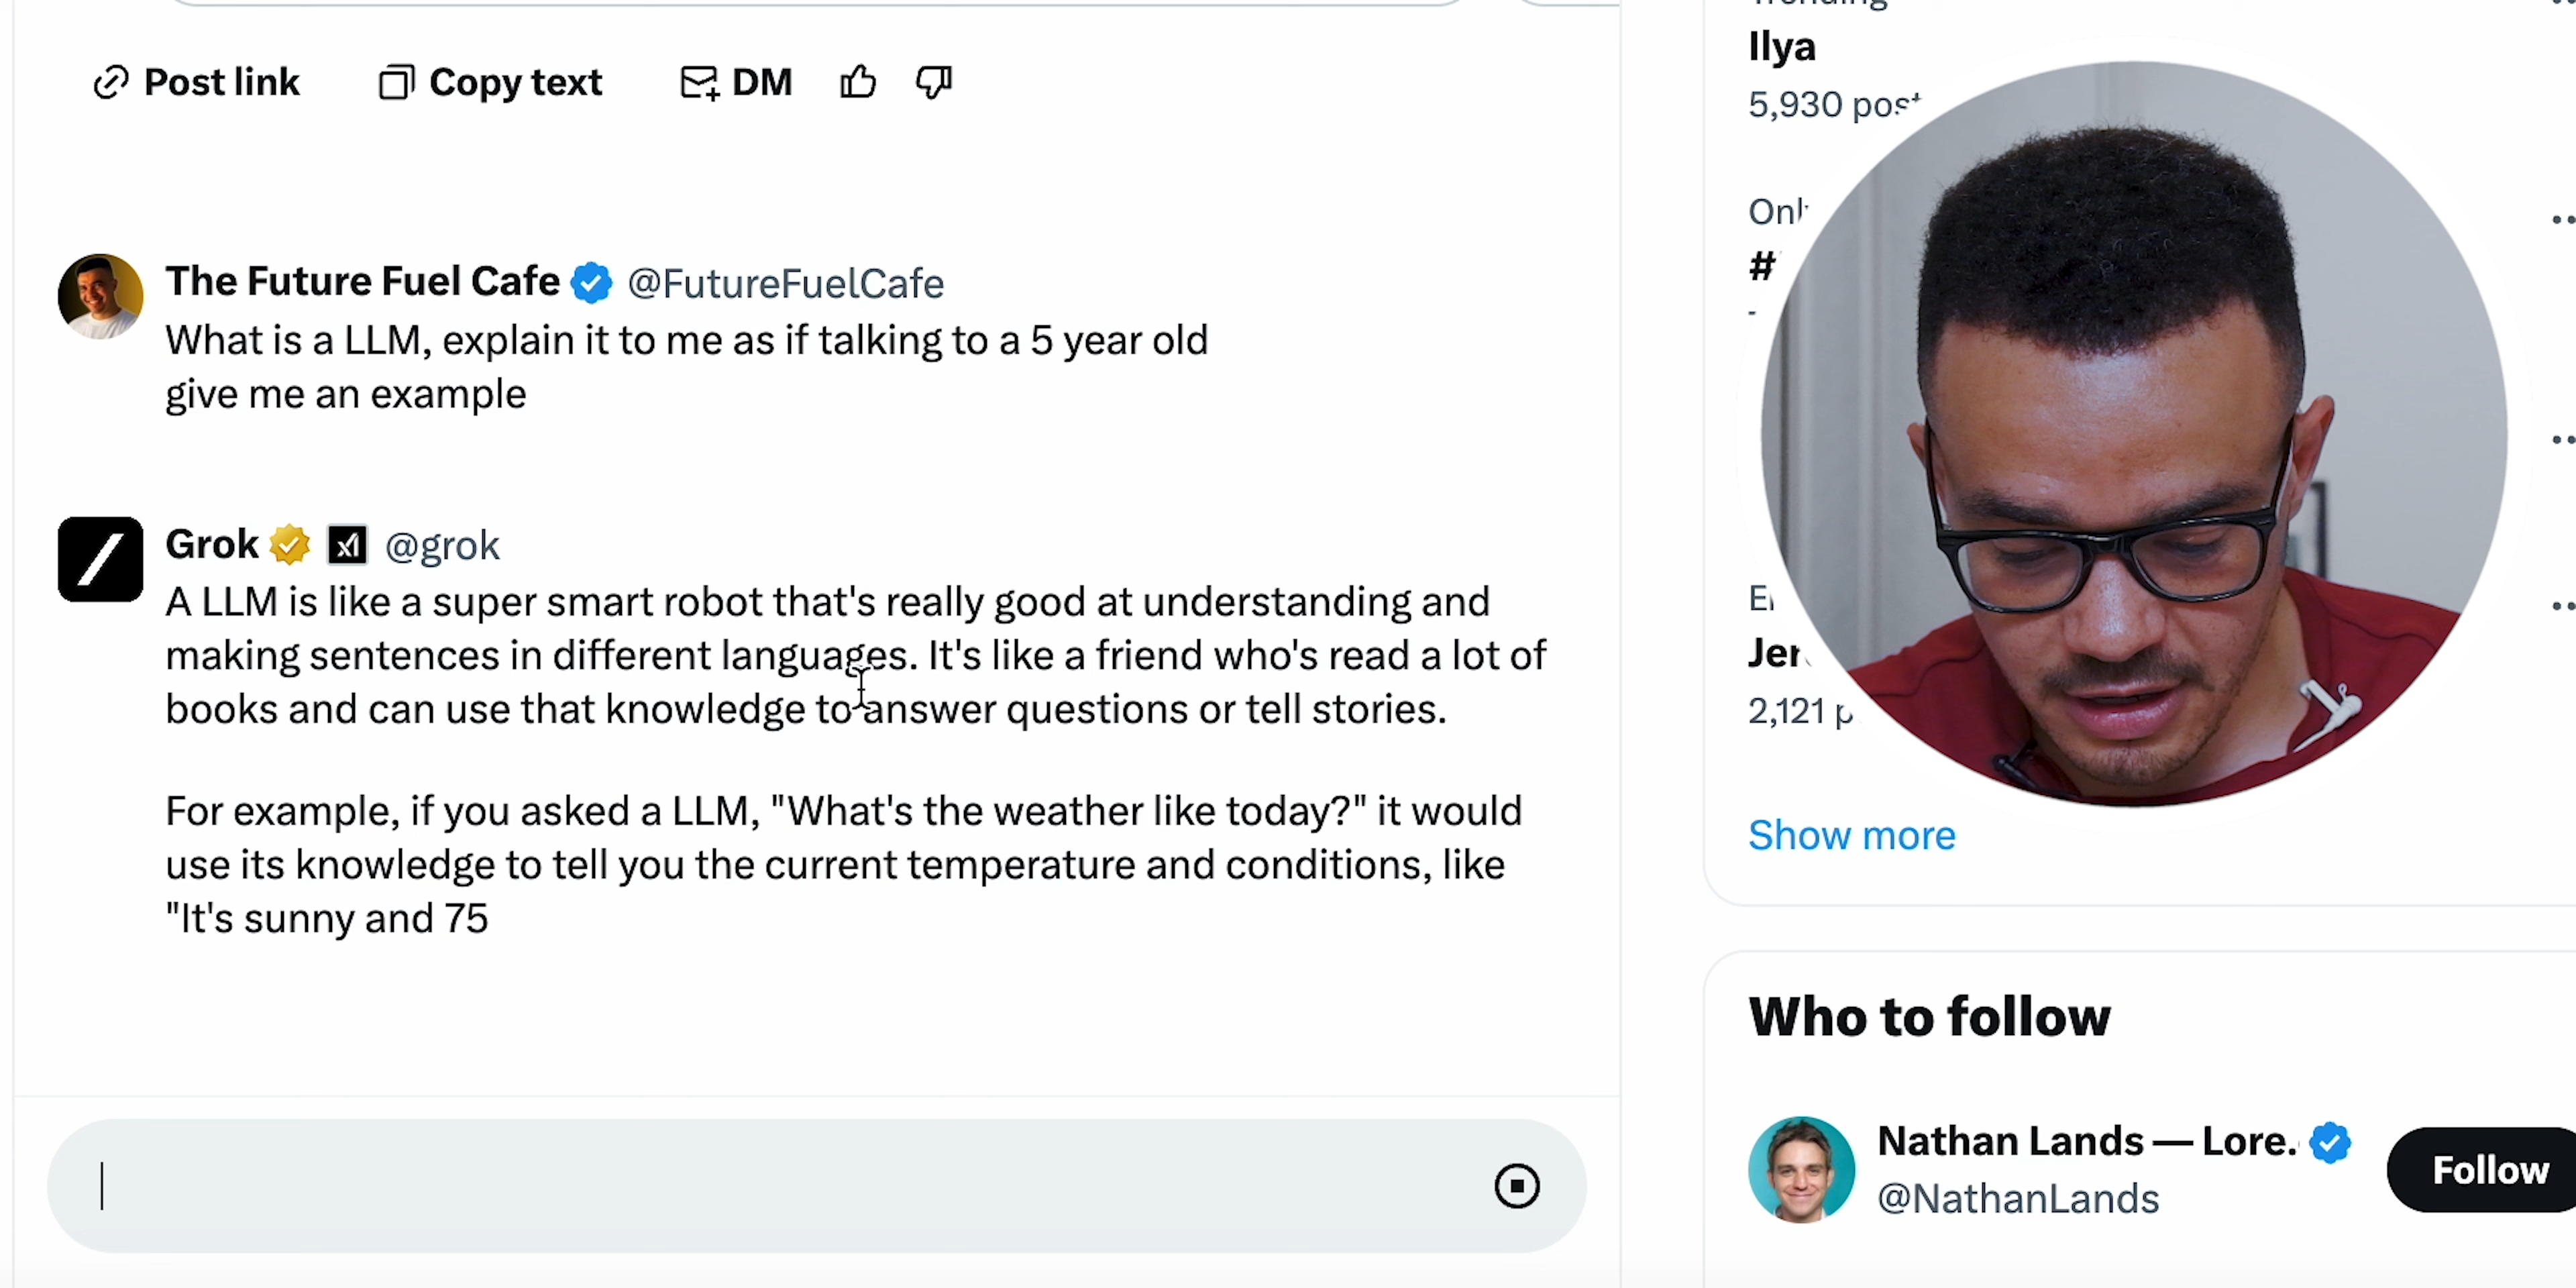 Ilya
5,930
Post link
Copy text
DM
The Future Fuel Cafe @FutureFuelCafe
What is a LLM, explain it to me as if talking to a 5 year old
give me an example
Grok @grok
A LLM is like a super smart robot that's really good at understanding and
making sentences in different languages. It's like a friend who's read a lot of
books and can use that knowledge to answer questions or tell stories.
For example, if you asked a LLM, "What's the weather like today?" it would
use its knowledge to tell you the current temperature and conditions, like
"It's sunny and 75
#
2,121
Show more
Who to follow
Nathan Lands — Lore.
@NathanLands
Follow